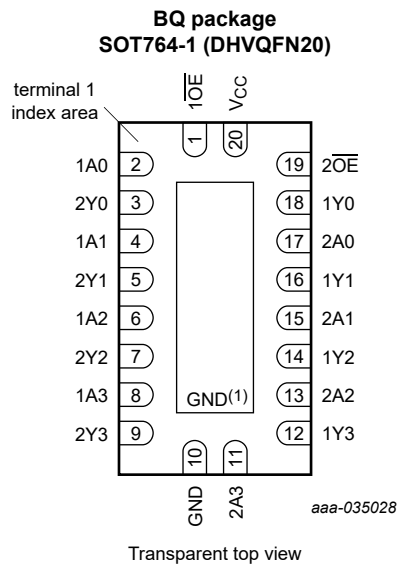 BQ package
SOT764-1 (DHVQFN20)
terminal 1
index area
1OE
VCC
1
20
1A0 2 19 2OE
2Y0 3 18 1Y0
1A1 4 17 2A0
2Y1 5 16 1Y1
1A2 6 15 2A1
2Y2 7 14 1Y2
1A3 8 GND(1) 13 2A2
2Y3 9 12 1Y3
10
11
GND
2A3
aaa-035028
Transparent top view